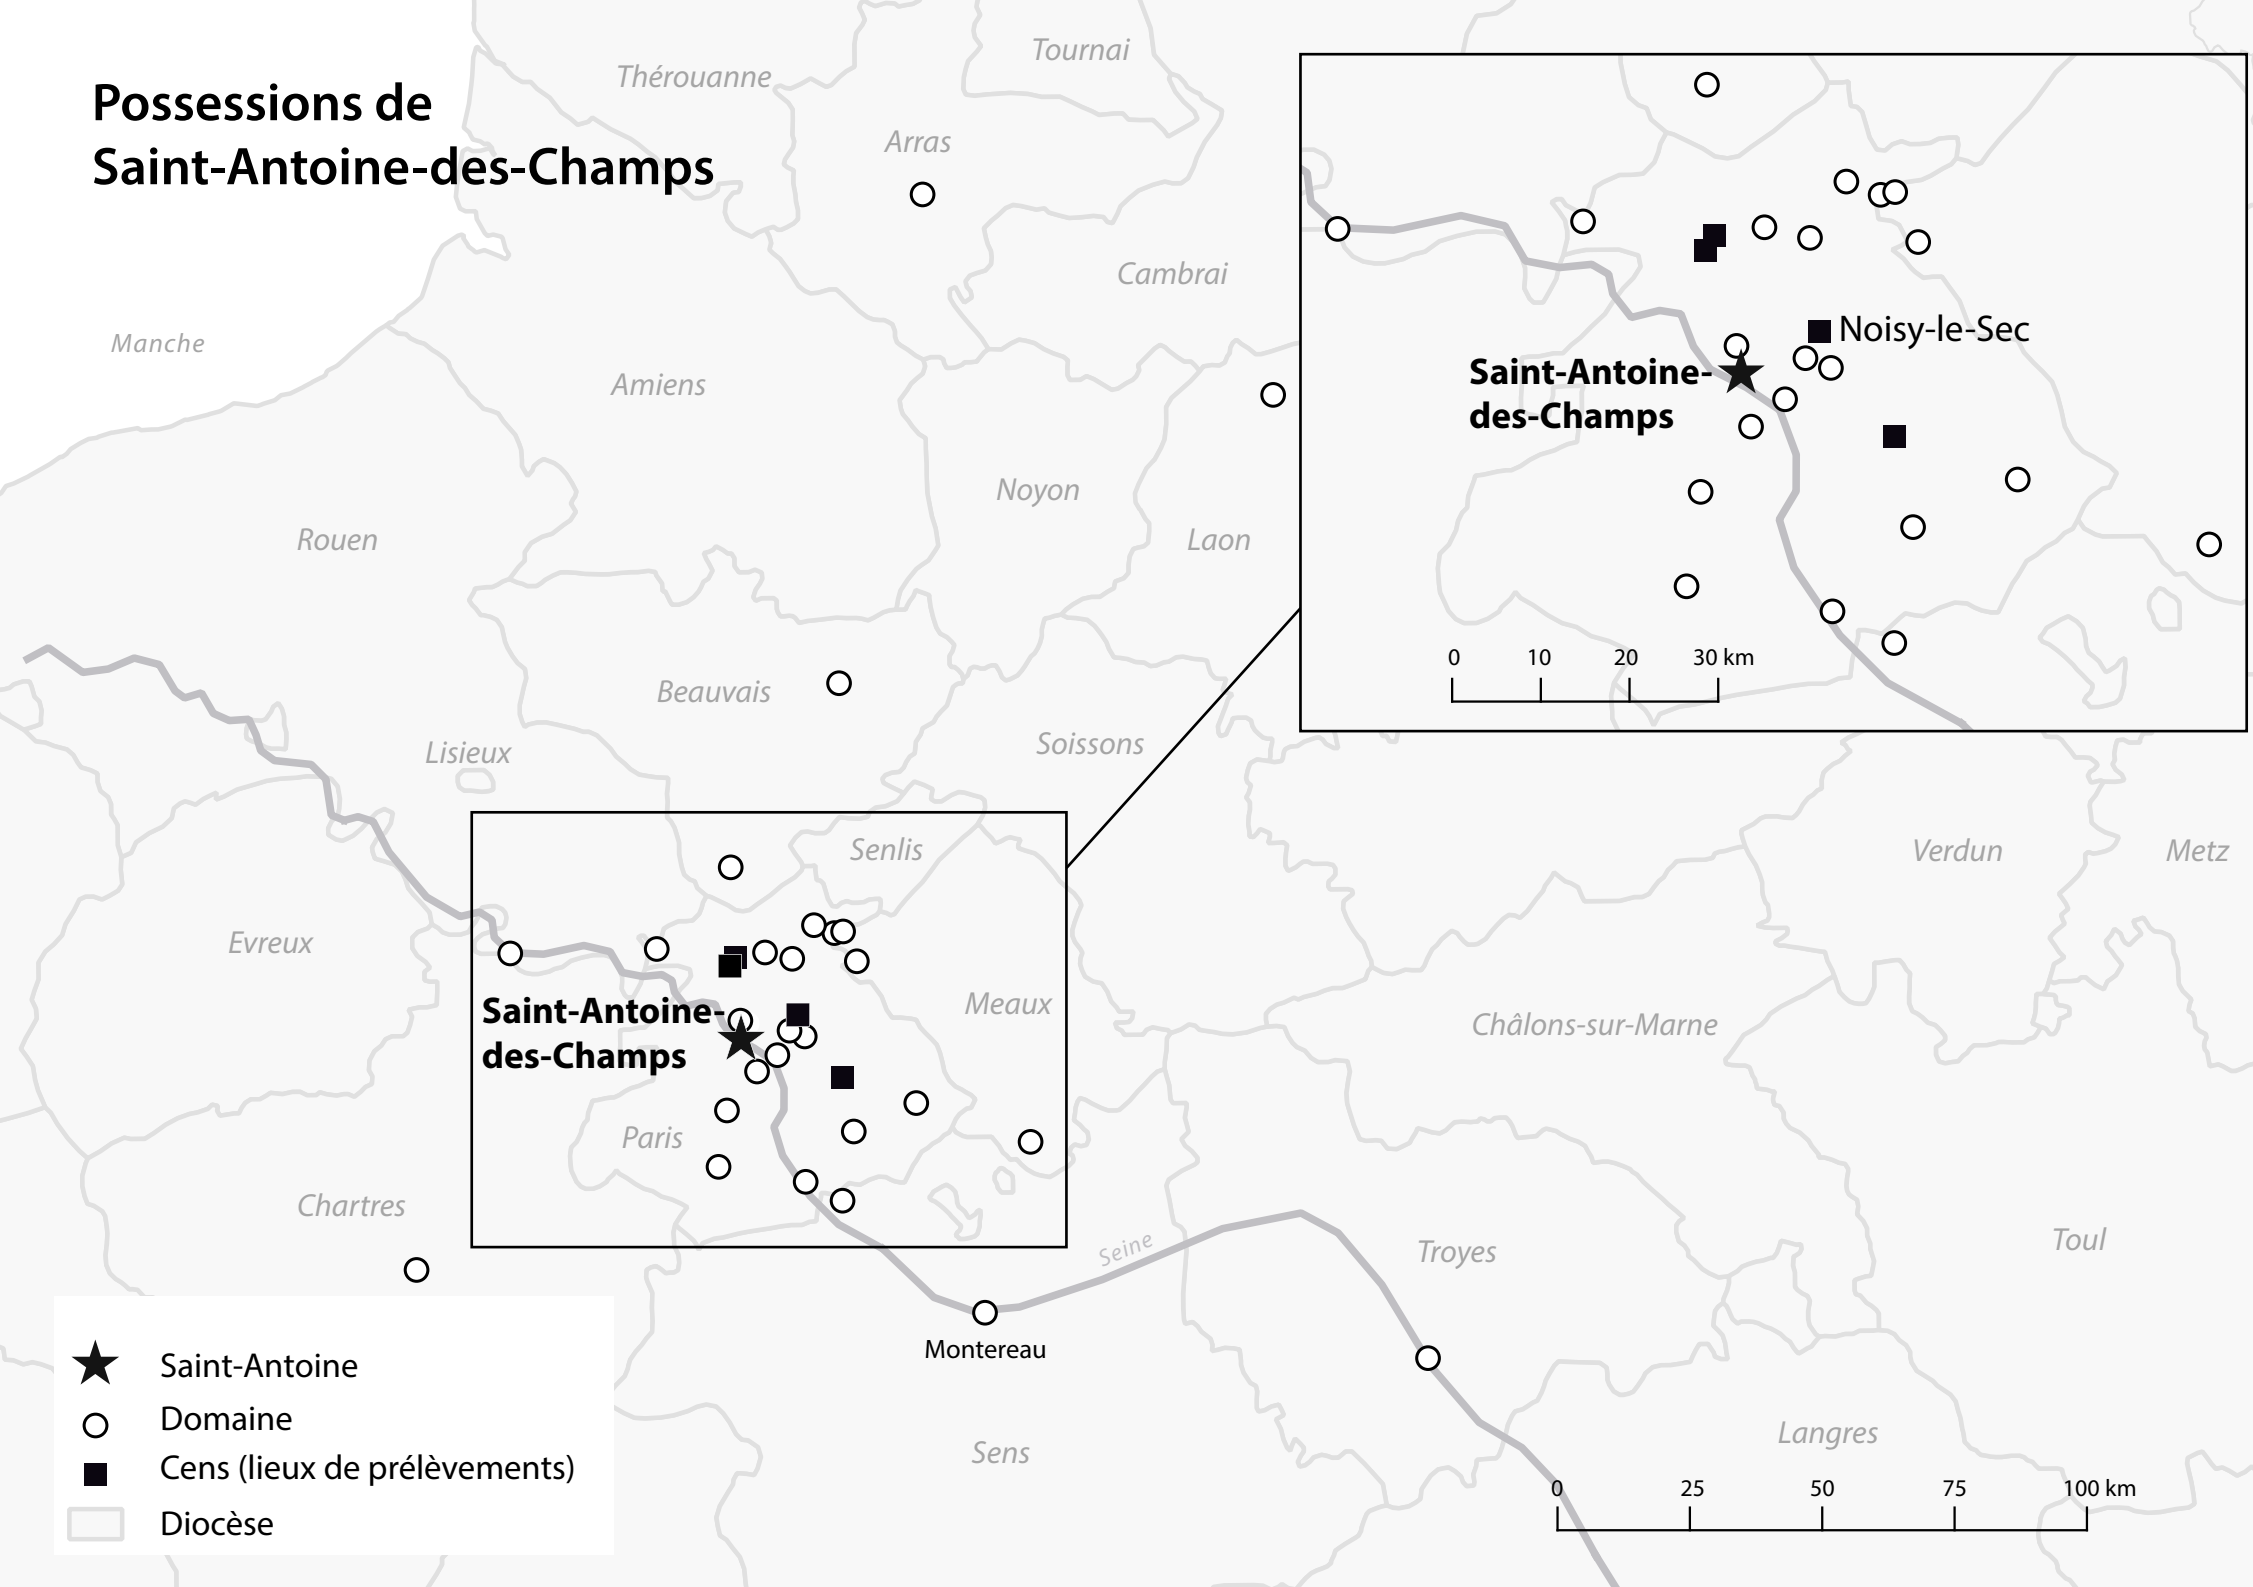 Possessions de
Saint-Antoine-des-Champs
Thérouanne
Tournai
Arras
Cambrai
Manche
Amiens
Noyon
Rouen
Laon
Beauvais
Lisieux
Soissons
Senlis
Verdun
Metz
Evreux
Meaux
Châlons-sur-Marne
Saint-Antoine-
des-Champs
Paris
Chartres
Seine
Troyes
Toul
Montereau
Sens
Langres
Noisy-le-Sec
Saint-Antoine-
des-Champs
0 10 20 30 km
Saint-Antoine
Domaine
Cens (lieux de prélèvements)
Diocèse
0 25 50 75 100 km